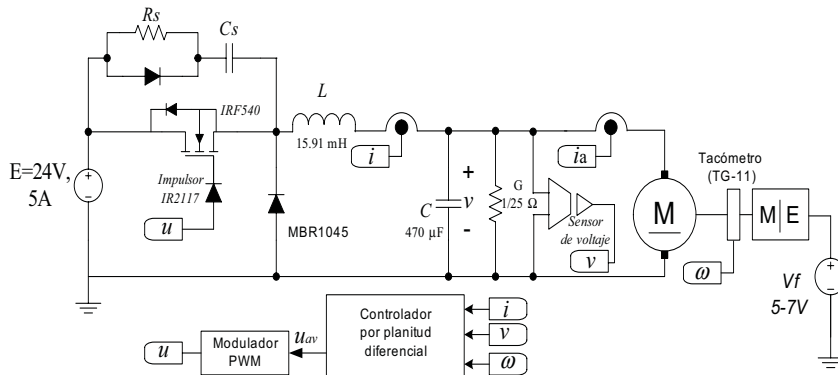 Rs
Cs
IRF540
L
15.91 mH
i
ia
E=24V,
5A
Impulsor
IR2117
u
MBR1045
C
470 µF
+
v
-
G
1/25 Ω
Sensor
de voltaje
v
M
Tacómetro
(TG-11)
M E
ω
Vf
5-7V
u
Modulador
PWM
uav
Controlador
por planitud
diferencial
i
v
ω